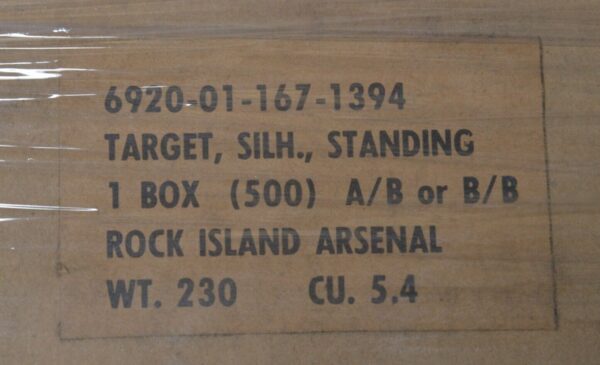 6920-01-167-1394
TARGET, SILH., STANDING
1 BOX (500) A/B or B/B
ROCK ISLAND ARSENAL
WT. 230 CU. 5.4